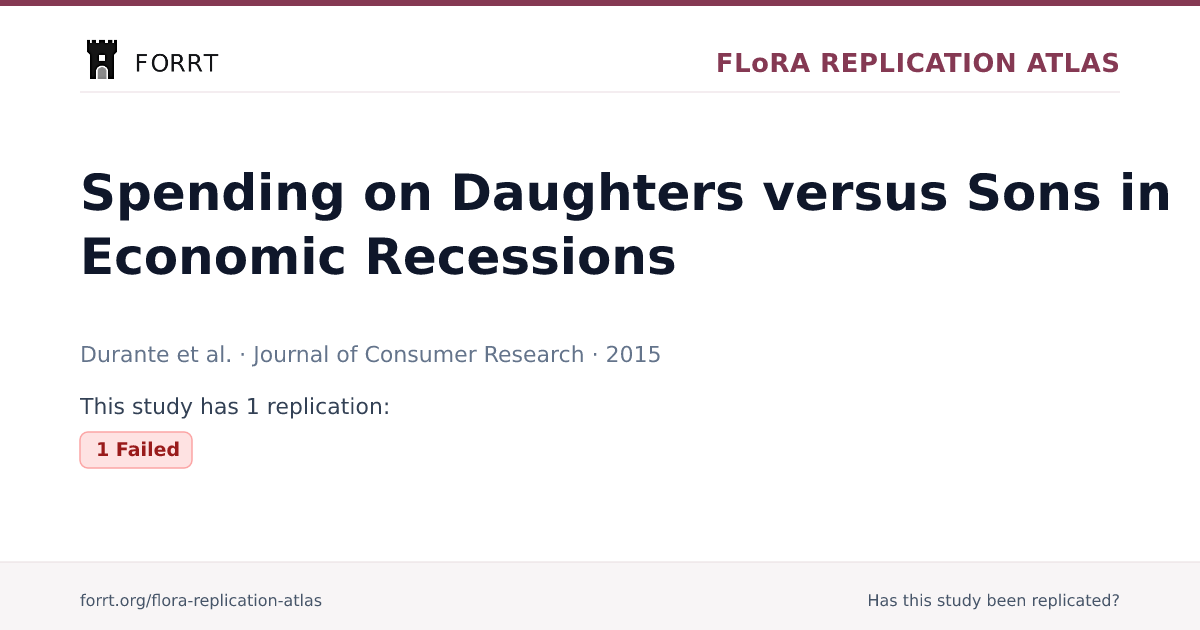 FORRT
FLoRA REPLICATION ATLAS
Spending on Daughters versus Sons in
Economic Recessions
Durante et al. · Journal of Consumer Research · 2015
This study has 1 replication:
1 Failed
forrt.org/flora-replication-atlas
Has this study been replicated?